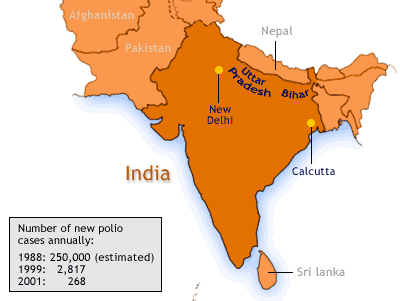 Afghanistan
Nepal
Pakistan
Uttar
Pradesh
Bihar
New
Delhi
India
Calcutta
Number of new polio
cases annually:
1988: 250,000 (estimated)
1999: 2,817
2001: 268
Sri lanka